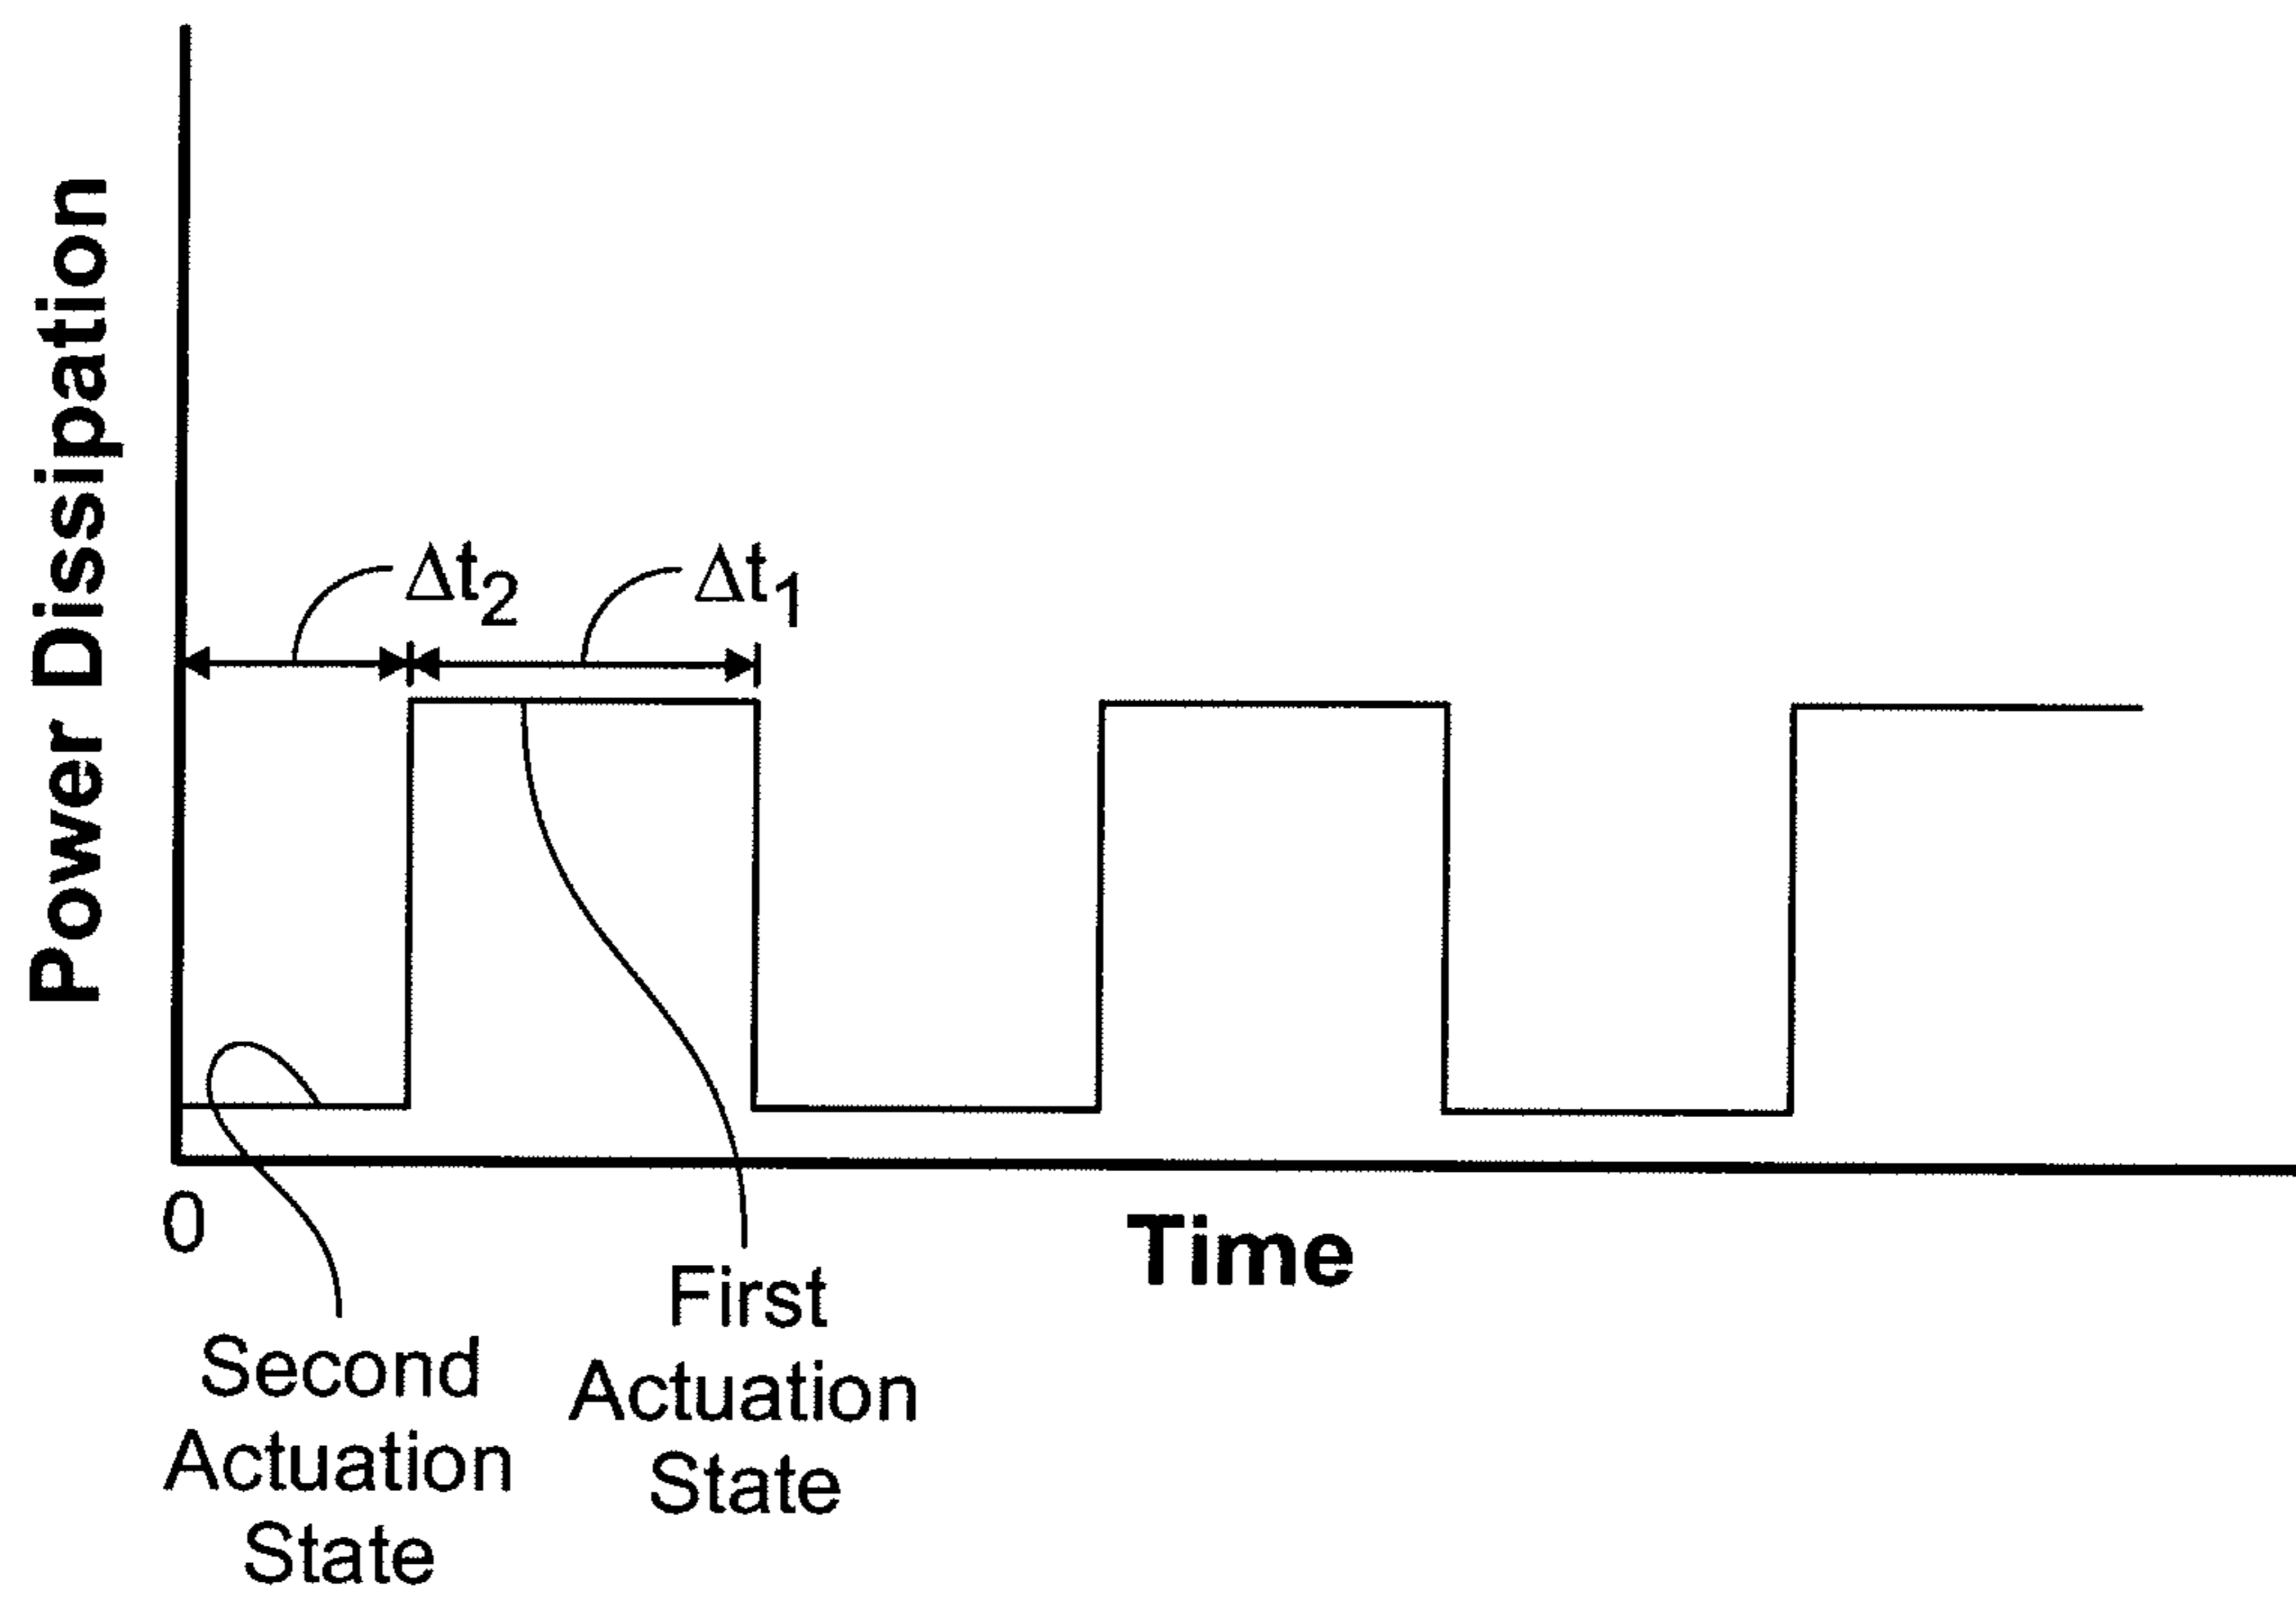 Power Dissipation
Δt2
Δt1
0
Time
Second
Actuation
State
First
Actuation
State